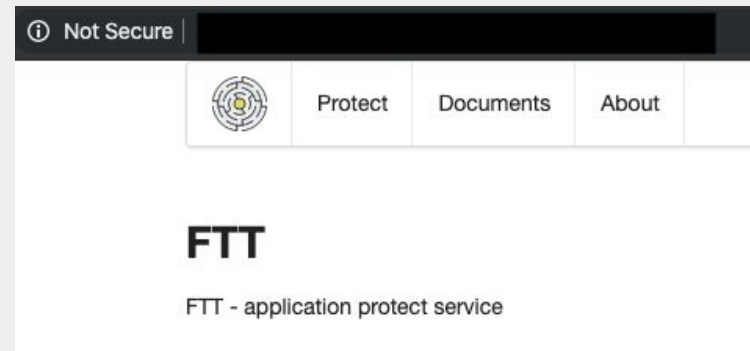 Not Secure
Protect Documents About
FTT
FTT - application protect service